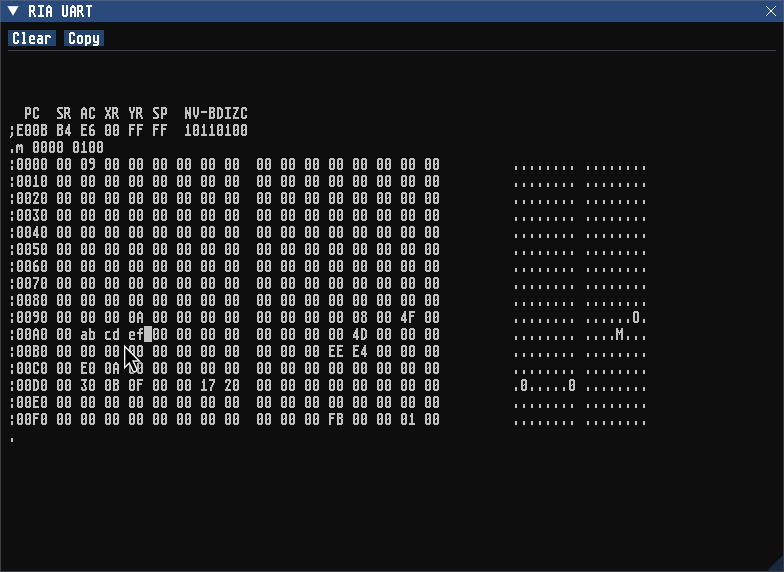 RIA UART
Clear Copy
PC SR AC XR YR SP NV-BDIZC
;E00B B4 E6 00 FF FF 10110100
.m 0000 0100
:0000 00 09 00 00 00 00 00 00 00 00 00 00 00 00 00 00 ........ ........
:0010 00 00 00 00 00 00 00 00 00 00 00 00 00 00 00 00 ........ ........
:0020 00 00 00 00 00 00 00 00 00 00 00 00 00 00 00 00 ........ ........
:0030 00 00 00 00 00 00 00 00 00 00 00 00 00 00 00 00 ........ ........
:0040 00 00 00 00 00 00 00 00 00 00 00 00 00 00 00 00 ........ ........
:0050 00 00 00 00 00 00 00 00 00 00 00 00 00 00 00 00 ........ ........
:0060 00 00 00 00 00 00 00 00 00 00 00 00 00 00 00 00 ........ ........
:0070 00 00 00 00 00 00 00 00 00 00 00 00 00 00 00 00 ........ ........
:0080 00 00 00 00 00 00 00 00 00 00 00 00 00 00 00 00 ........ ........
:0090 00 00 00 0A 00 00 00 00 00 00 00 00 08 00 4F 00 ........ ......O.
:00A0 00 ab cd ef 00 00 00 00 00 00 00 00 4D 00 00 00 ........ ....M...
:00B0 00 00 00 00 00 00 00 00 00 00 00 EE E4 00 00 00 ........ ........
:00C0 00 E0 0A 00 00 00 00 00 00 00 00 00 00 00 00 00 ........ ........
:00D0 00 30 0B 0F 00 00 17 20 00 00 00 00 00 00 00 00 .0.....0 ........
:00E0 00 00 00 00 00 00 00 00 00 00 00 00 00 00 00 00 ........ ........
:00F0 00 00 00 00 00 00 00 00 00 00 00 FB 00 00 01 00 ........ ........
.